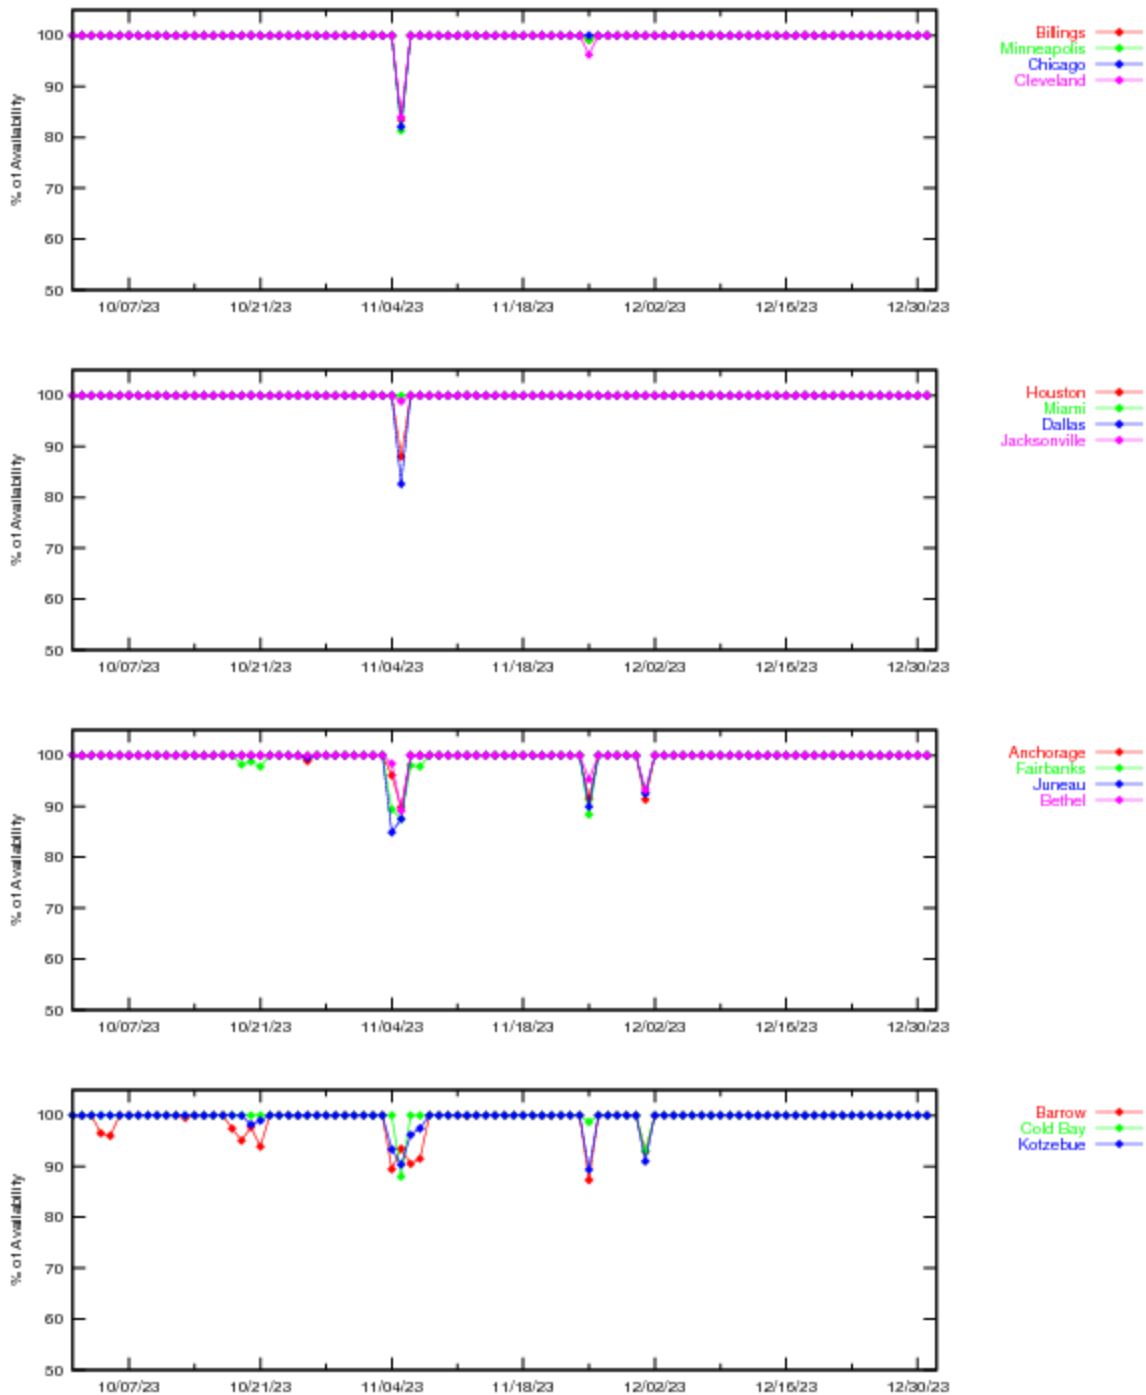 100
90
80
70
60
50
% of Availability
10/07/23 10/21/23 11/04/23 11/18/23 12/02/23 12/16/23 12/30/23
Billings
Minneapolis
Chicago
Cleveland
100
90
80
70
60
50
% of Availability
10/07/23 10/21/23 11/04/23 11/18/23 12/02/23 12/16/23 12/30/23
Houston
Miami
Dallas
Jacksonville
100
90
80
70
60
50
% of Availability
10/07/23 10/21/23 11/04/23 11/18/23 12/02/23 12/16/23 12/30/23
Anchorage
Fairbanks
Juneau
Bethel
100
90
80
70
60
50
% of Availability
10/07/23 10/21/23 11/04/23 11/18/23 12/02/23 12/16/23 12/30/23
Barrow
Cold Bay
Kotzebue